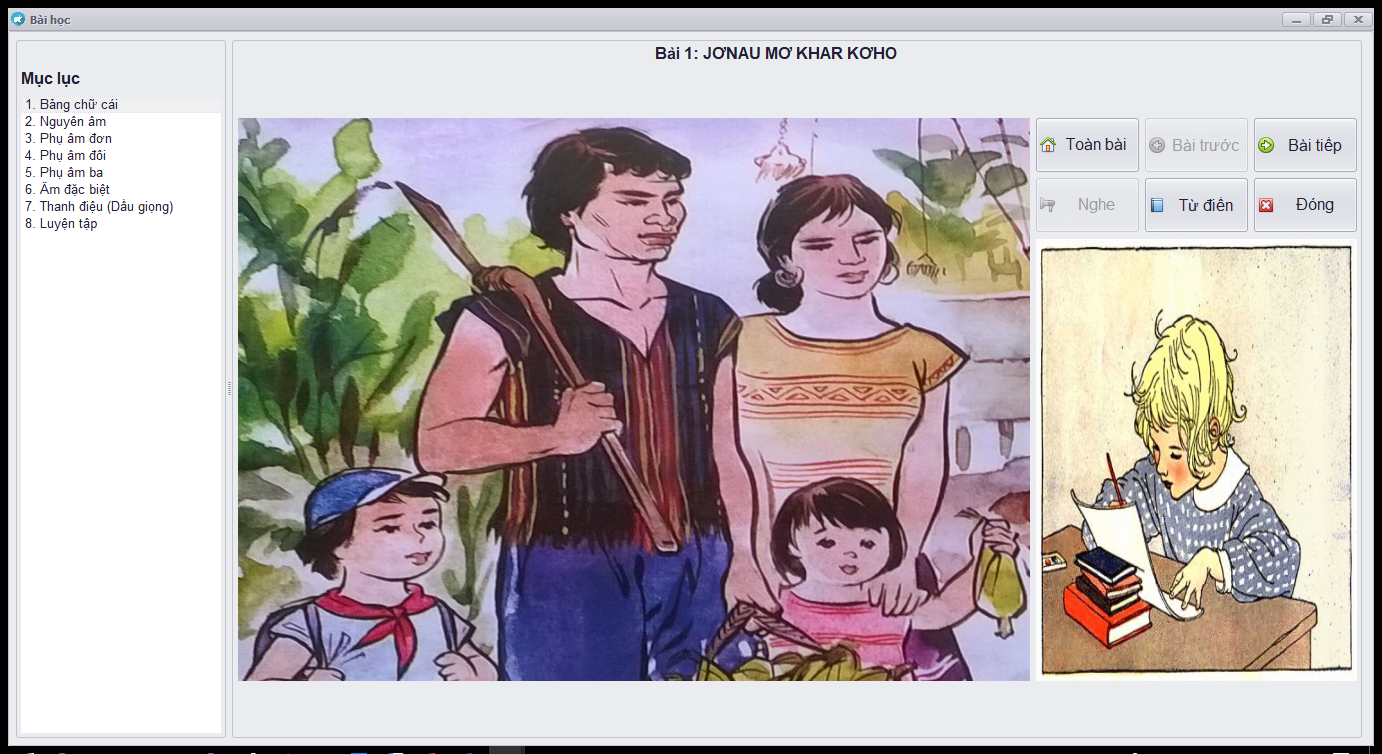 Bài học
Mục lục
1. Bảng chữ cái
2. Nguyên âm
3. Phụ âm đơn
4. Phụ âm đôi
5. Phụ âm ba
6. Âm đặc biệt
7. Thanh điệu (Dấu giọng)
8. Luyện tập
Bài 1: JƠNAU MƠ KHAR KƠHO
Toàn bài
Bài trước
Bài tiếp
Nghe
Từ điển
Đóng